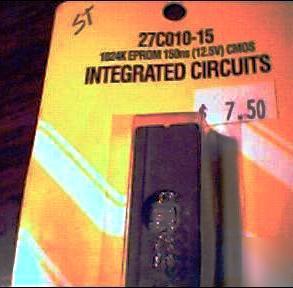 ST
27C010-15
1024K EPROM 150ns (12.5V) CMOS
INTEGRATED CIRCUITS
$ 7.50